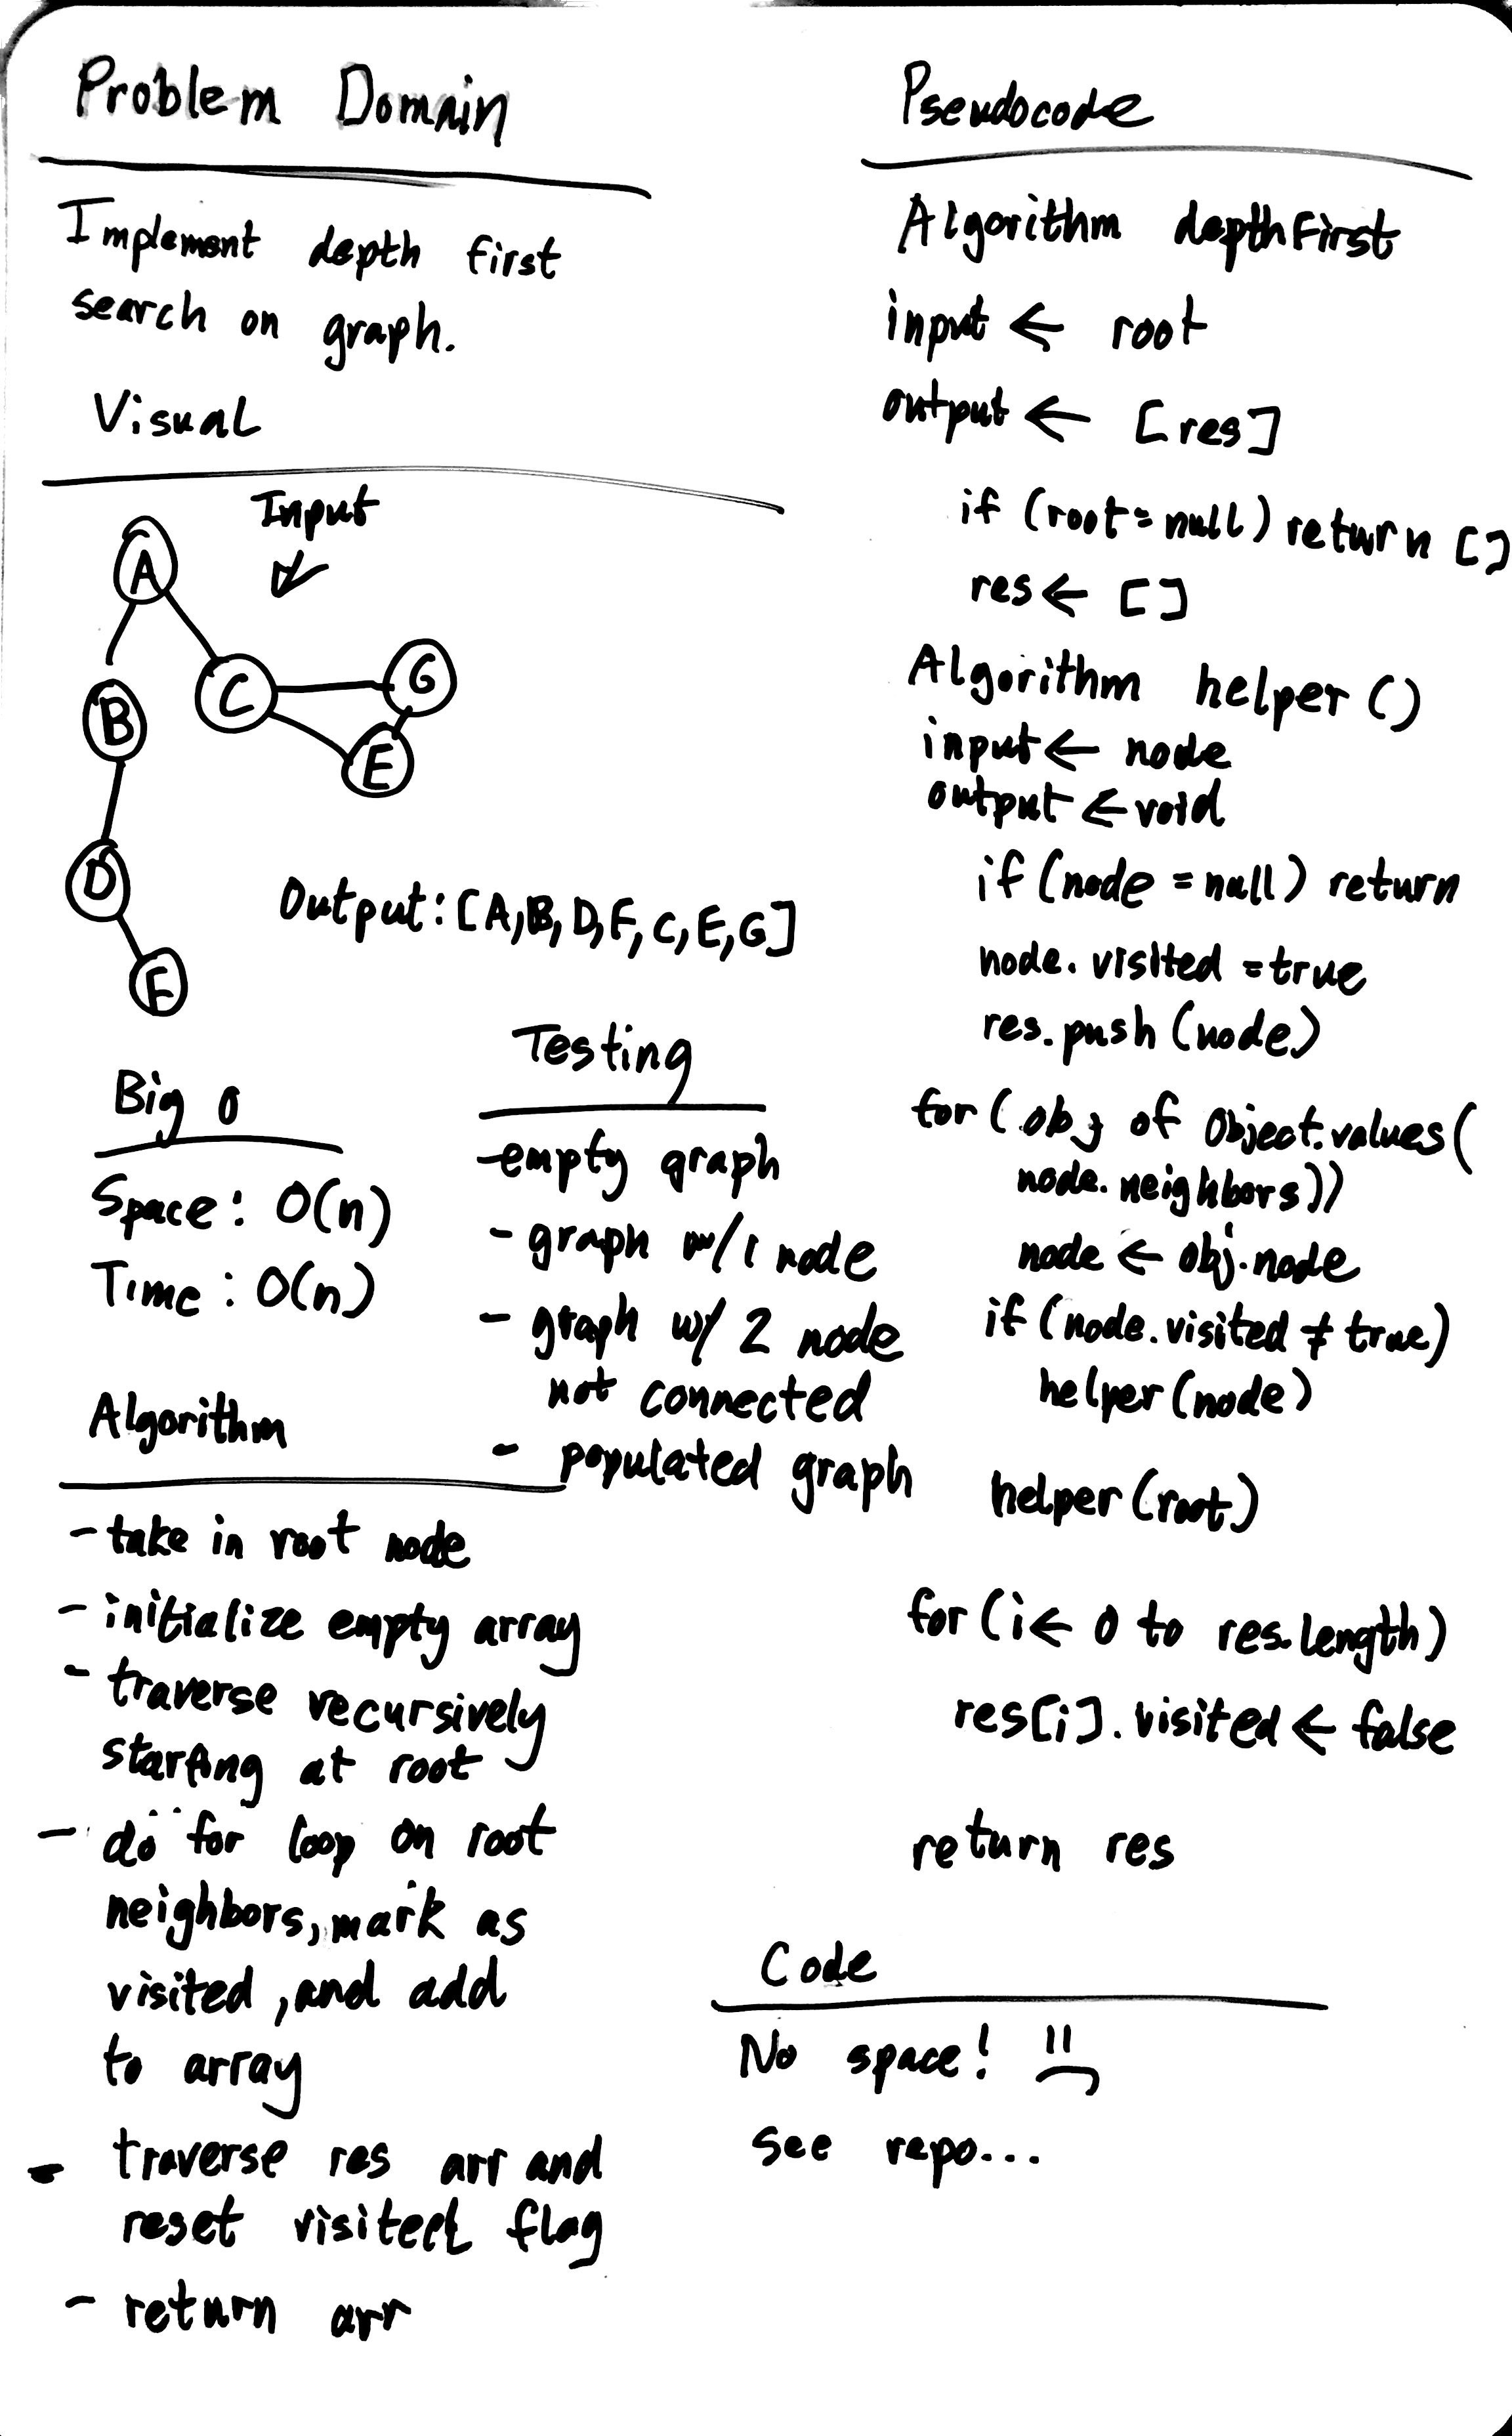 Problem Domain
Implement depth first
search on graph.
Visual
Input
A
B
C
G
E
D
F
Output: [A,B,D,F,C,E,G]
Big O
Space: O(n)
Time: O(n)
Testing
-empty graph
- graph w/1 node
- graph w/ 2 node
not connected
- populated graph
Algorithm
- take in root node
- initialize empty array
- traverse recursively
starting at root
- do for loop on root
neighbors, mark as
visited, and add
to array
- traverse res arr and
reset visited flag
- return arr
Pseudocode
Algorithm depthFirst
input ← root
output ← [res]
if (root = null) return []
res ← []
Algorithm helper ()
input ← node
output ← void
if (node = null) return
node.visited = true
res.push (node)
for ( obj of Object.values(
node.neighbors))
node ← obj.node
if (node.visited ≠ true)
helper (node)
helper (root)
for (i ← 0 to res.length)
res[i].visited ← false
return res
Code
No space! :(
see repo...